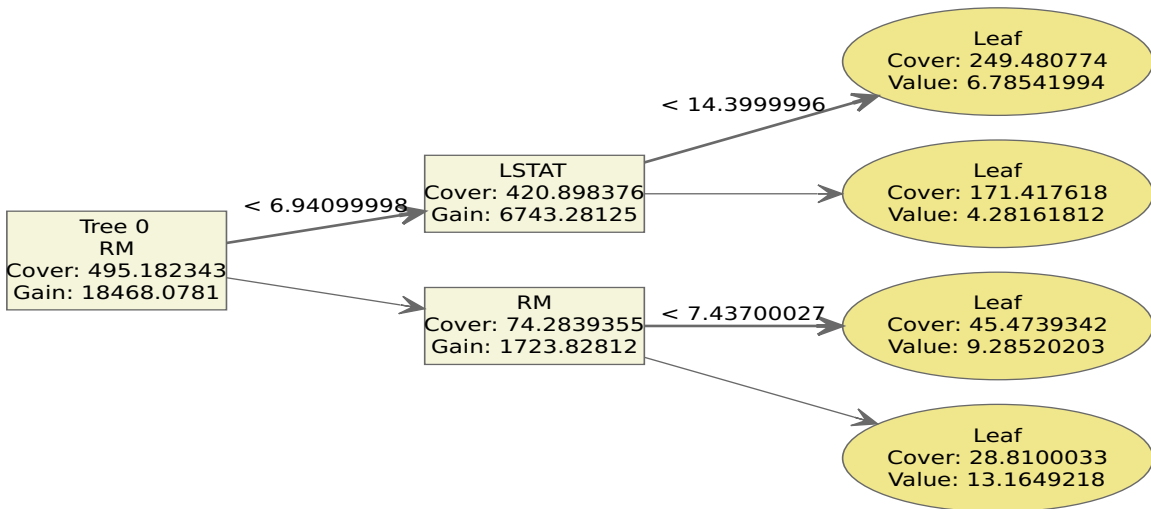 Tree 0
RM
Cover: 495.182343
Gain: 18468.0781
< 6.94099998
LSTAT
Cover: 420.898376
Gain: 6743.28125
RM
Cover: 74.2839355
Gain: 1723.82812
< 14.3999996
< 7.43700027
Leaf
Cover: 249.480774
Value: 6.78541994
Leaf
Cover: 171.417618
Value: 4.28161812
Leaf
Cover: 45.4739342
Value: 9.28520203
Leaf
Cover: 28.8100033
Value: 13.1649218